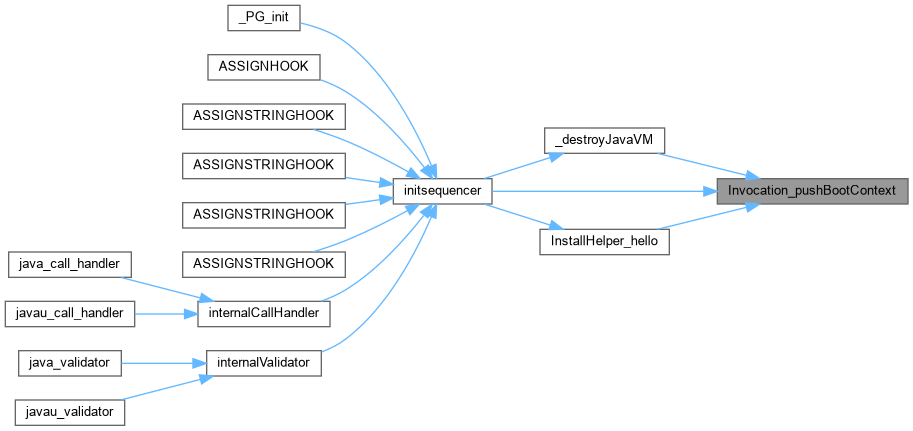 _PG_init
ASSIGNHOOK
ASSIGNSTRINGHOOK
_destroyJavaVM
ASSIGNSTRINGHOOK
initsequencer
Invocation_pushBootContext
ASSIGNSTRINGHOOK
InstallHelper_hello
ASSIGNSTRINGHOOK
java_call_handler
javau_call_handler
internalCallHandler
java_validator
internalValidator
javau_validator